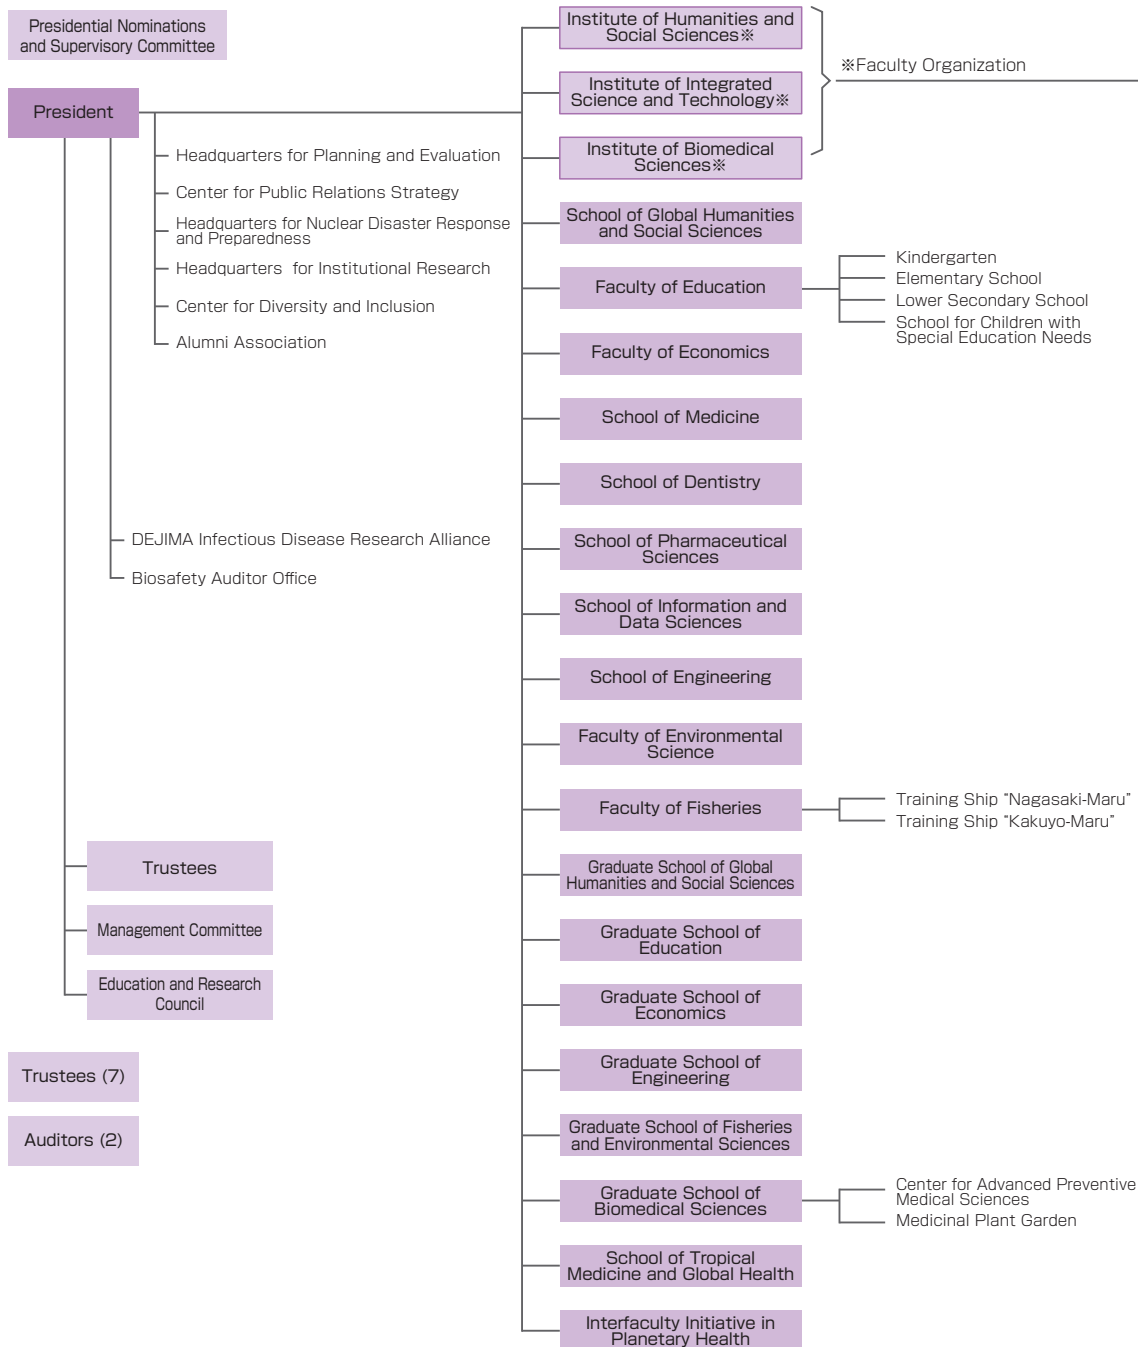 Presidential Nominations
and Supervisory Committee
President
Headquarters for Planning and Evaluation
Center for Public Relations Strategy
Headquarters for Nuclear Disaster Response
and Preparedness
Headquarters for Institutional Research
Center for Diversity and Inclusion
Alumni Association
DEJIMA Infectious Disease Research Alliance
Biosafety Auditor Office
Trustees
Management Committee
Education and Research
Council
Trustees (7)
Auditors (2)
Institute of Humanities and
Social Sciences※
Institute of Integrated
Science and Technology※
Institute of Biomedical
Sciences※
※Faculty Organization
School of Global Humanities
and Social Sciences
Faculty of Education
Kindergarten
Elementary School
Lower Secondary School
School for Children with
Special Education Needs
Faculty of Economics
School of Medicine
School of Dentistry
School of Pharmaceutical
Sciences
School of Information and
Data Sciences
School of Engineering
Faculty of Environmental
Science
Faculty of Fisheries
Training Ship “Nagasaki-Maru”
Training Ship “Kakuyo-Maru”
Graduate School of Global
Humanities and Social Sciences
Graduate School of
Education
Graduate School of
Economics
Graduate School of
Engineering
Graduate School of Fisheries
and Environmental Sciences
Graduate School of
Biomedical Sciences
Center for Advanced Preventive
Medical Sciences
Medicinal Plant Garden
School of Tropical
Medicine and Global Health
Interfaculty Initiative in
Planetary Health